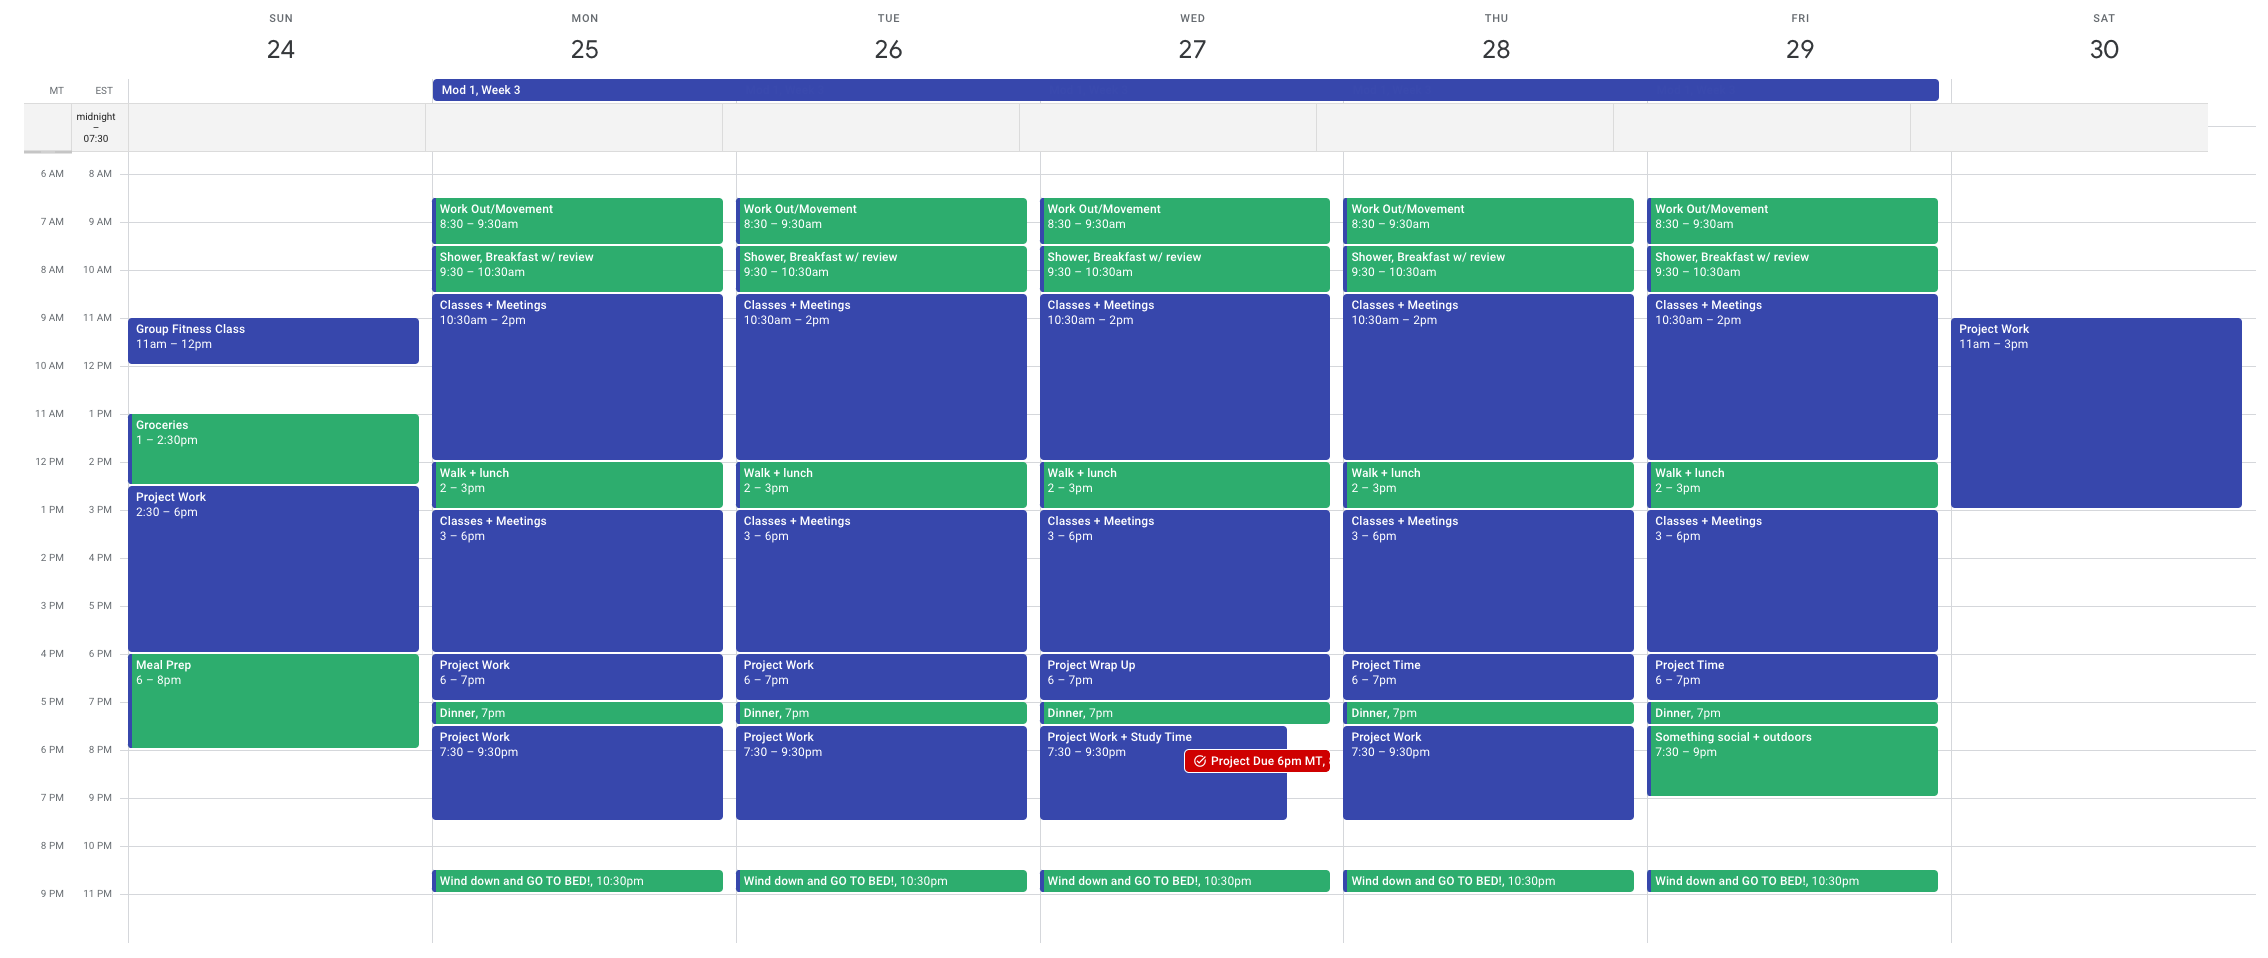 SUN
24
MON
25
TUE
26
WED
27
THU
28
FRI
29
SAT
30
MT EST
Mod 1, Week 3
midnight
–
07:30
6 AM 8 AM
7 AM 9 AM
8 AM 10 AM
9 AM 11 AM
10 AM 12 PM
11 AM 1 PM
12 PM 2 PM
1 PM 3 PM
2 PM 4 PM
3 PM 5 PM
4 PM 6 PM
5 PM 7 PM
6 PM 8 PM
7 PM 9 PM
8 PM 10 PM
9 PM 11 PM
Group Fitness Class
11am – 12pm
Groceries
1 – 2:30pm
Project Work
2:30 – 6pm
Meal Prep
6 – 8pm
Work Out/Movement
8:30 – 9:30am
Shower, Breakfast w/ review
9:30 – 10:30am
Classes + Meetings
10:30am – 2pm
Walk + lunch
2 – 3pm
Classes + Meetings
3 – 6pm
Project Work
6 – 7pm
Dinner, 7pm
Project Work
7:30 – 9:30pm
Wind down and GO TO BED!, 10:30pm
Work Out/Movement
8:30 – 9:30am
Shower, Breakfast w/ review
9:30 – 10:30am
Classes + Meetings
10:30am – 2pm
Walk + lunch
2 – 3pm
Classes + Meetings
3 – 6pm
Project Work
6 – 7pm
Dinner, 7pm
Project Work
7:30 – 9:30pm
Wind down and GO TO BED!, 10:30pm
Work Out/Movement
8:30 – 9:30am
Shower, Breakfast w/ review
9:30 – 10:30am
Classes + Meetings
10:30am – 2pm
Walk + lunch
2 – 3pm
Classes + Meetings
3 – 6pm
Project Wrap Up
6 – 7pm
Dinner, 7pm
Project Work + Study Time
7:30 – 9:30pm
Project Due 6pm MT,
Wind down and GO TO BED!, 10:30pm
Work Out/Movement
8:30 – 9:30am
Shower, Breakfast w/ review
9:30 – 10:30am
Classes + Meetings
10:30am – 2pm
Walk + lunch
2 – 3pm
Classes + Meetings
3 – 6pm
Project Time
6 – 7pm
Dinner, 7pm
Project Work
7:30 – 9:30pm
Wind down and GO TO BED!, 10:30pm
Work Out/Movement
8:30 – 9:30am
Shower, Breakfast w/ review
9:30 – 10:30am
Classes + Meetings
10:30am – 2pm
Walk + lunch
2 – 3pm
Classes + Meetings
3 – 6pm
Project Time
6 – 7pm
Dinner, 7pm
Something social + outdoors
7:30 – 9pm
Wind down and GO TO BED!, 10:30pm
Project Work
11am – 3pm